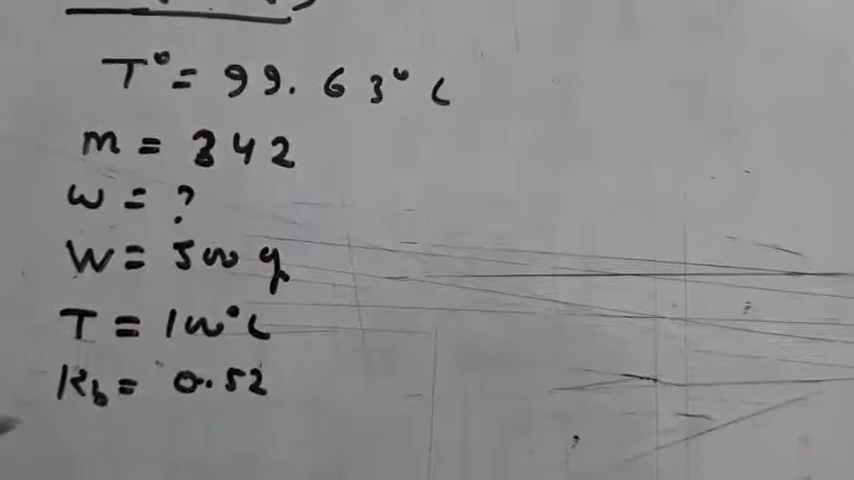 T° = 99.63°C
m = 342
w = ?
W = 500 g
T = 100°C
Kb = 0.52